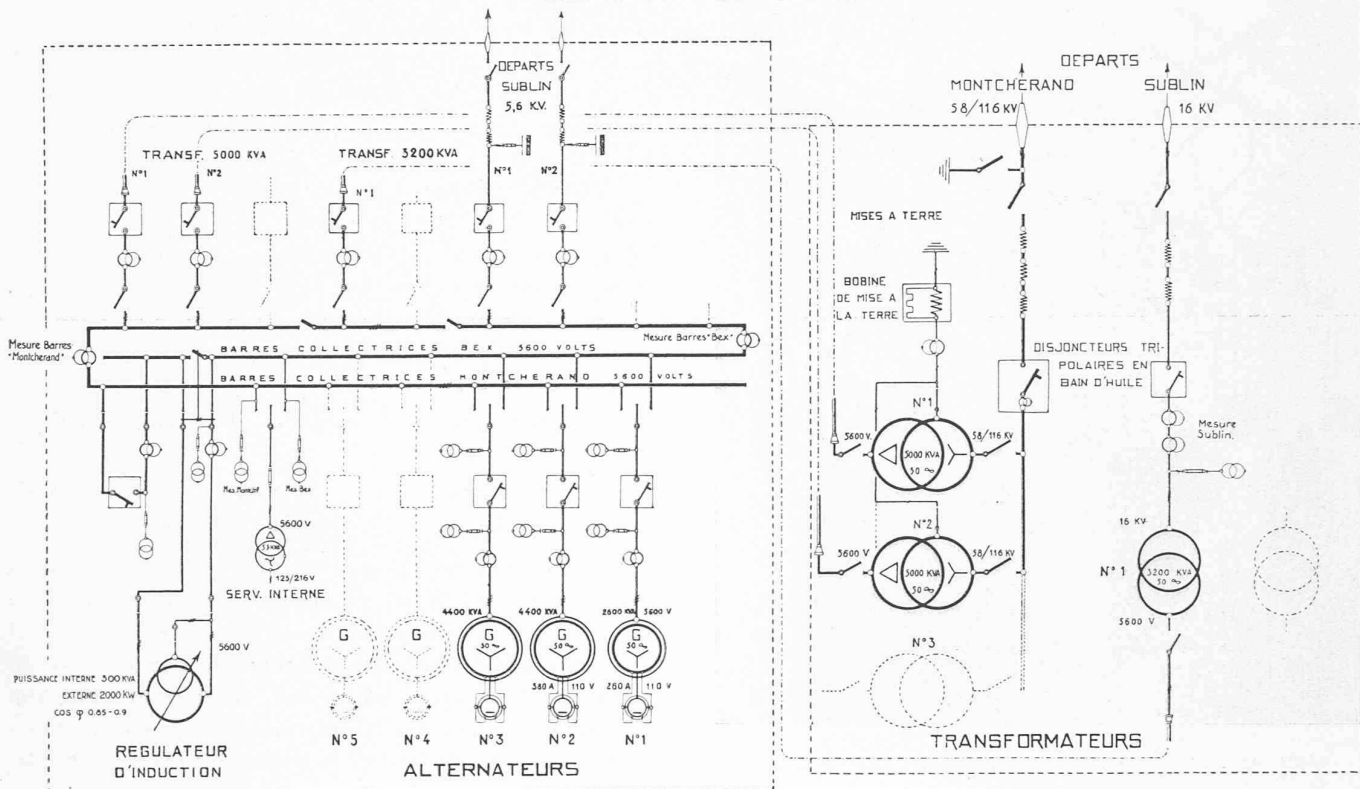 DEPARTS
SUBLIN
5,6 K.V.
N°1
N°2
TRANSF. 5000 KVA
N°1
N°2
TRANSF. 3200 KVA
N°1
Mesure Barres
"Montcherand"
BARRES COLLECTRICES BEX 5600 VOLTS
Mesure Barres "Bex"
BARRES COLLECTRICES MONTCHERAND 5600 VOLTS
Mes. Bex
5600 V
125/216 V
SERV. INTERNE
5600 V
PUISSANCE INTERNE 300 KVA
EXTERNE 2000 KW
COS φ 0.85-0.9
REGULATEUR
D'INDUCTION
4400 KVA
4400 KVA
2600 KVA
5600 V
G
G
G
50 ~
G
50 ~
G
50 ~
380 A
110 V
260 A
110 V
N°5
N°4
N°3
N°2
N°1
ALTERNATEURS
DEPARTS
MONTCHERAND
58/116 KV
SUBLIN
16 KV
MISES A TERRE
BOBINE
DE MISE A
LA TERRE
DISJONCTEURS TRI-
POLAIRES EN
BAIN D'HUILE
N°1
5600 V.
5000 KVA
50 ~
58/116 KV
Mesure
Sublin.
N°2
5600 V
5000 KVA
50 ~
58/116 KV
N°3
16 KV
N°1
3200 KVA
50 ~
5600 V
TRANSFORMATEURS